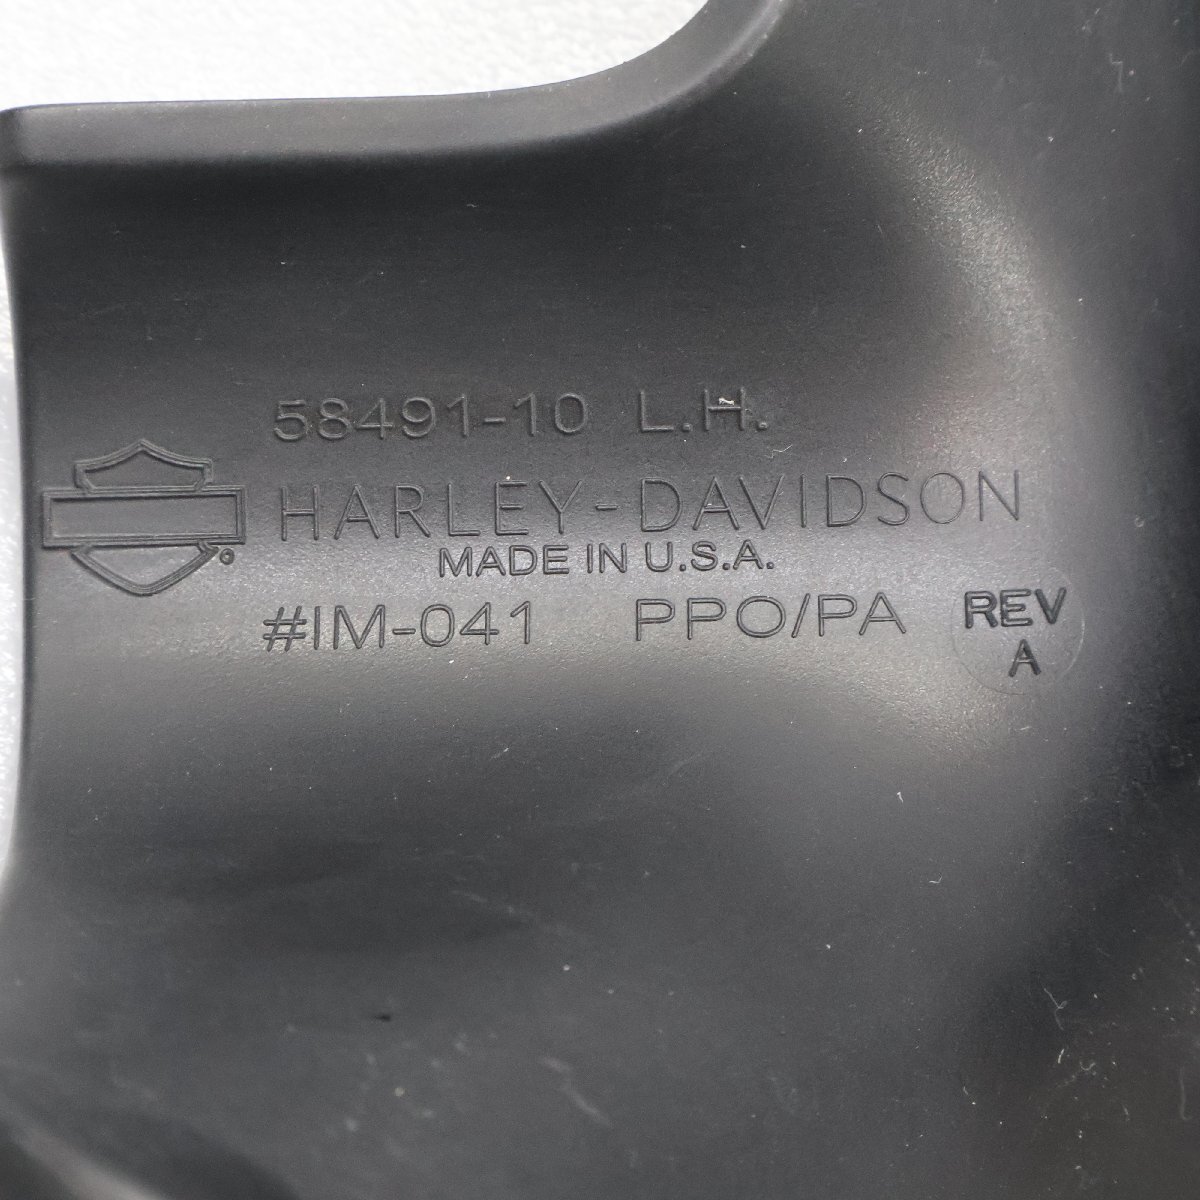 58491-10 L.H.
HARLEY-DAVIDSON
MADE IN U.S.A.
#IM-041 PPO/PA REV
A